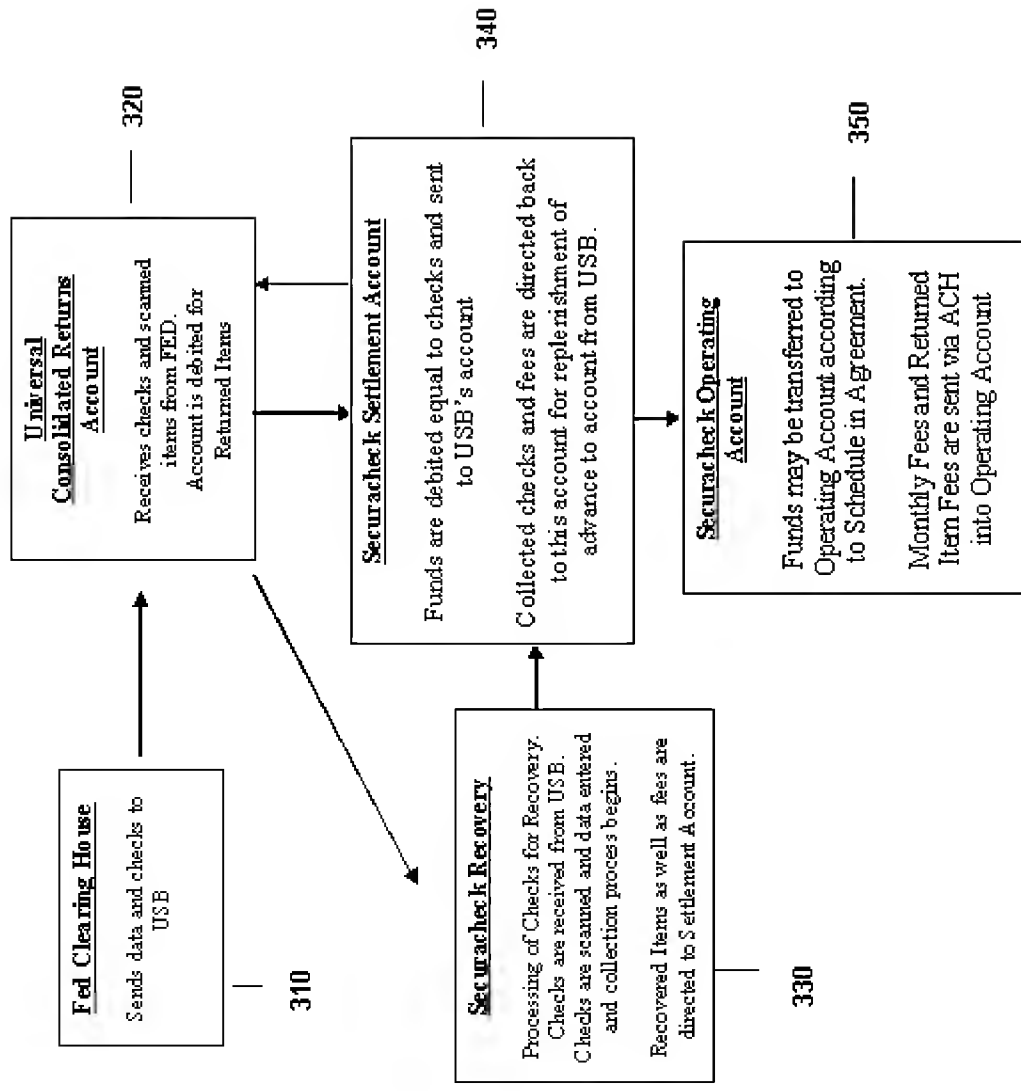 Fed Clearing House
Sends data and checks to
USB
310
Universal
Consolidated Returns
Account
Receives checks and scanned
items from FED.
Account is debited for
Returned Items
320
Securacheck Recovery
Processing of Checks for Recovery.
Checks are received from USB.
Checks are scanned and data entered
and collection process begins.
Recovered Items as well as fees are
directed to Settlement Account.
330
Securacheck Settlement Account
Funds are debited equal to checks and sent
to USB's account
Collected checks and fees are directed back
to this account for replenishment of
advance to account from USB.
340
Securacheck Operating
Account
Funds may be transferred to
Operating Account according
to Schedule in Agreement.
Monthly Fees and Returned
Item Fees are sent via ACH
into Operating Account
350